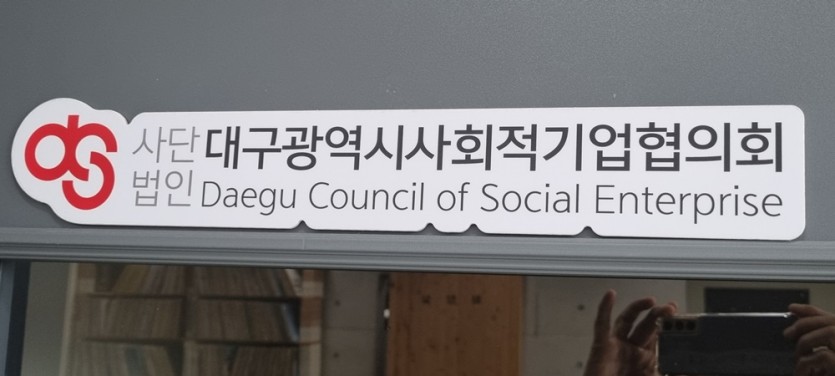 사단 대구광역시사회적기업협의회
법인 Daegu Council of Social Enterprise